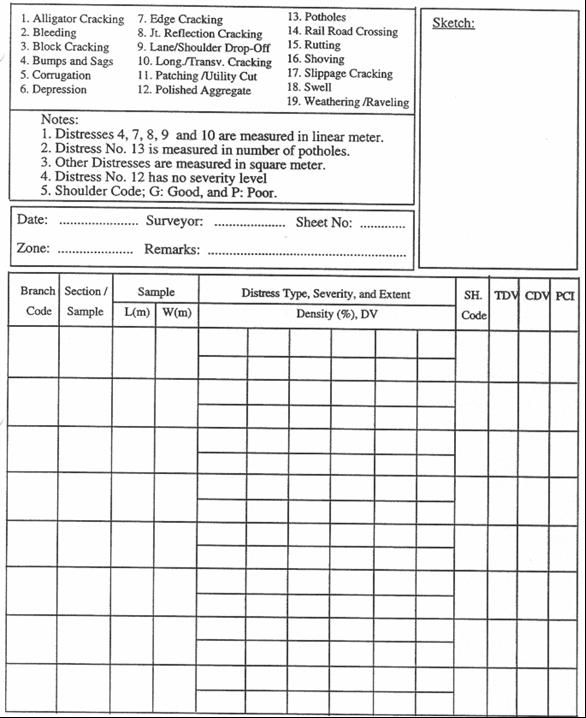 1. Alligator Cracking
2. Bleeding
3. Block Cracking
4. Bumps and Sags
5. Corrugation
6. Depression
7. Edge Cracking
8. Jt. Reflection Cracking
9. Lane/Shoulder Drop-Off
10. Long./Transv. Cracking
11. Patching /Utility Cut
12. Polished Aggregate
13. Potholes
14. Rail Road Crossing
15. Rutting
16. Shoving
17. Slippage Cracking
18. Swell
19. Weathering /Raveling
Sketch:
Notes:
1. Distresses 4, 7, 8, 9 and 10 are measured in linear meter.
2. Distress No. 13 is measured in number of potholes.
3. Other Distresses are measured in square meter.
4. Distress No. 12 has no severity level
5. Shoulder Code; G: Good, and P: Poor.
Date: .................... Surveyor: .................. Sheet No: ............
Zone: ................... Remarks: ..................................................
Branch Code
Section / Sample
Sample
L(m) W(m)
Distress Type, Severity, and Extent
Density (%), DV
SH. Code
TDV CDV PCI